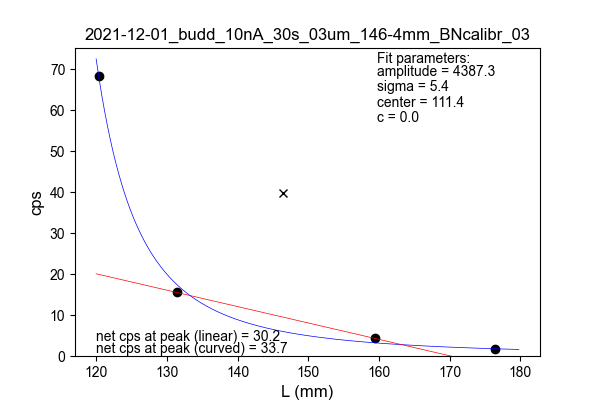 2021-12-01_budd_10nA_30s_03um_146-4mm_BNcalibr_03
Fit parameters:
amplitude = 4387.3
sigma = 5.4
center = 111.4
c = 0.0
70
60
50
40
30
20
10
0
cps
net cps at peak (linear) = 30.2
net cps at peak (curved) = 33.7
120 130 140 150 160 170 180
L (mm)